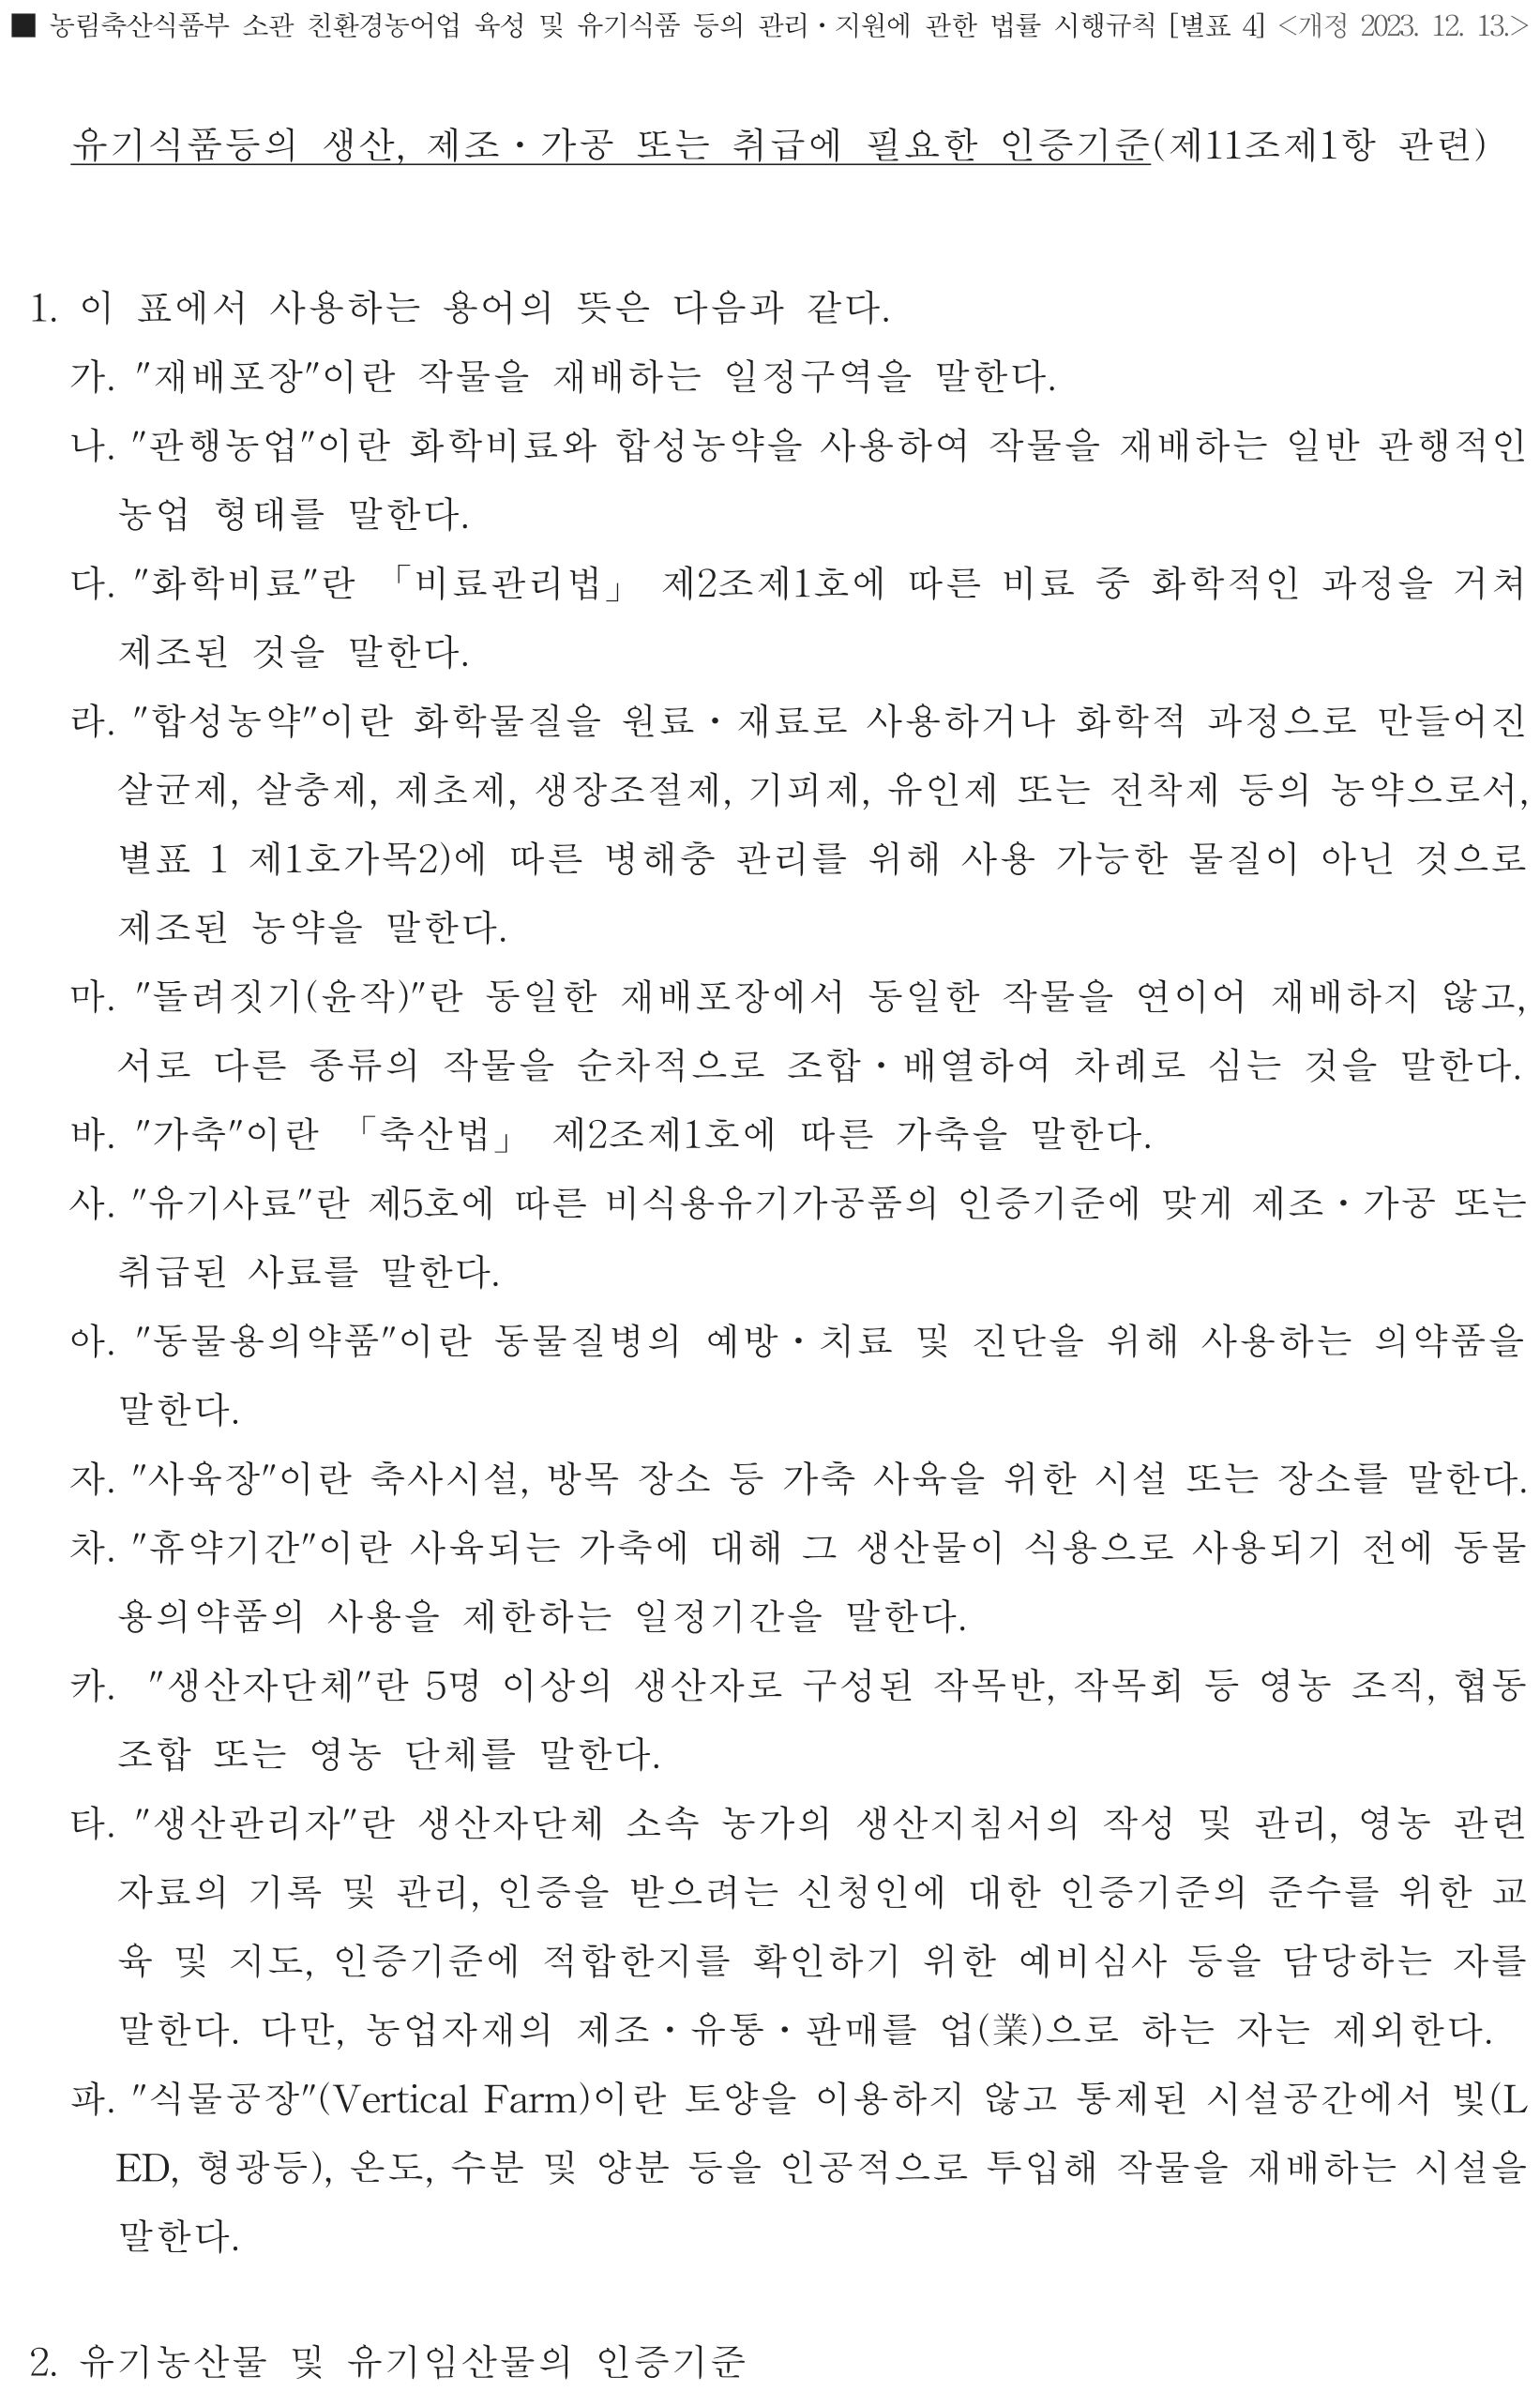 ■ 농림축산식품부 소관 친환경농어업 육성 및 유기식품 등의 관리ㆍ지원에 관한 법률 시행규칙 [별표 4] <개정 2023. 12. 13.>
유기식품등의 생산, 제조ㆍ가공 또는 취급에 필요한 인증기준(제11조제1항 관련)
1. 이 표에서 사용하는 용어의 뜻은 다음과 같다.
가. "재배포장"이란 작물을 재배하는 일정구역을 말한다.
나. "관행농업"이란 화학비료와 합성농약을 사용하여 작물을 재배하는 일반 관행적인
농업 형태를 말한다.
다. "화학비료"란 「비료관리법」 제2조제1호에 따른 비료 중 화학적인 과정을 거쳐
제조된 것을 말한다.
라. "합성농약"이란 화학물질을 원료ㆍ재료로 사용하거나 화학적 과정으로 만들어진
살균제, 살충제, 제초제, 생장조절제, 기피제, 유인제 또는 전착제 등의 농약으로서,
별표 1 제1호가목2)에 따른 병해충 관리를 위해 사용 가능한 물질이 아닌 것으로
제조된 농약을 말한다.
마. "돌려짓기(윤작)"란 동일한 재배포장에서 동일한 작물을 연이어 재배하지 않고,
서로 다른 종류의 작물을 순차적으로 조합ㆍ배열하여 차례로 심는 것을 말한다.
바. "가축"이란 「축산법」 제2조제1호에 따른 가축을 말한다.
사. "유기사료"란 제5호에 따른 비식용유기가공품의 인증기준에 맞게 제조ㆍ가공 또는
취급된 사료를 말한다.
아. "동물용의약품"이란 동물질병의 예방ㆍ치료 및 진단을 위해 사용하는 의약품을
말한다.
자. "사육장"이란 축사시설, 방목 장소 등 가축 사육을 위한 시설 또는 장소를 말한다.
차. "휴약기간"이란 사육되는 가축에 대해 그 생산물이 식용으로 사용되기 전에 동물
용의약품의 사용을 제한하는 일정기간을 말한다.
카. "생산자단체"란 5명 이상의 생산자로 구성된 작목반, 작목회 등 영농 조직, 협동
조합 또는 영농 단체를 말한다.
타. "생산관리자"란 생산자단체 소속 농가의 생산지침서의 작성 및 관리, 영농 관련
자료의 기록 및 관리, 인증을 받으려는 신청인에 대한 인증기준의 준수를 위한 교
육 및 지도, 인증기준에 적합한지를 확인하기 위한 예비심사 등을 담당하는 자를
말한다. 다만, 농업자재의 제조ㆍ유통ㆍ판매를 업(業)으로 하는 자는 제외한다.
파. "식물공장"(Vertical Farm)이란 토양을 이용하지 않고 통제된 시설공간에서 빛(L
ED, 형광등), 온도, 수분 및 양분 등을 인공적으로 투입해 작물을 재배하는 시설을
말한다.
2. 유기농산물 및 유기임산물의 인증기준